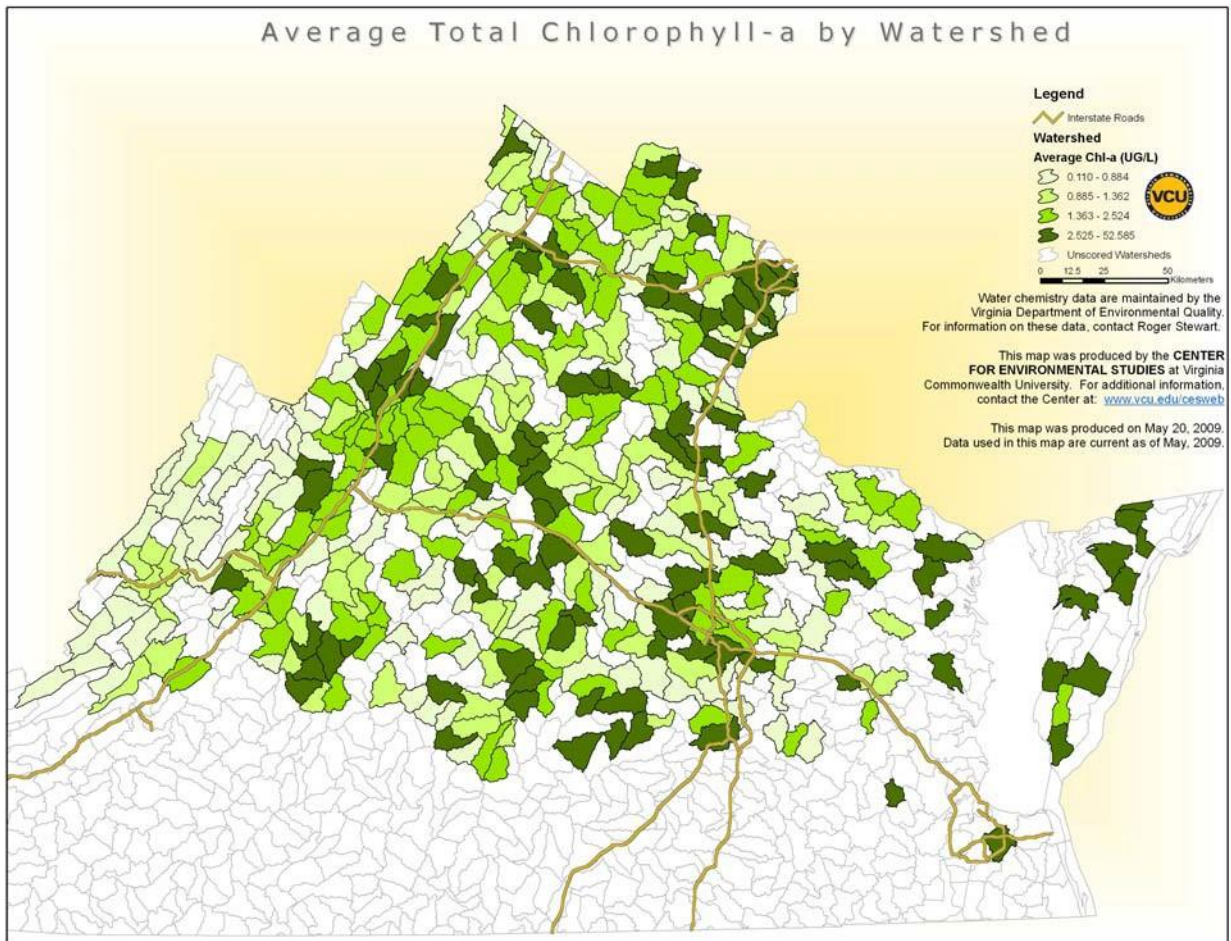 Average Total Chlorophyll-a by Watershed
Legend
Interstate Roads
Watershed
Average Chl-a (UG/L)
0.110 - 0.884
0.885 - 1.362
1.363 - 2.524
2.525 - 52.585
Unscored Watersheds
VCU
0 12.5 25 50
Kilometers
Water chemistry data are maintained by the
Virginia Department of Environmental Quality.
For information on these data, contact Roger Stewart.
This map was produced by the CENTER
FOR ENVIRONMENTAL STUDIES at Virginia
Commonwealth University. For additional information,
contact the Center at: www.vcu.edu/cesweb
This map was produced on May 20, 2009.
Data used in this map are current as of May, 2009.